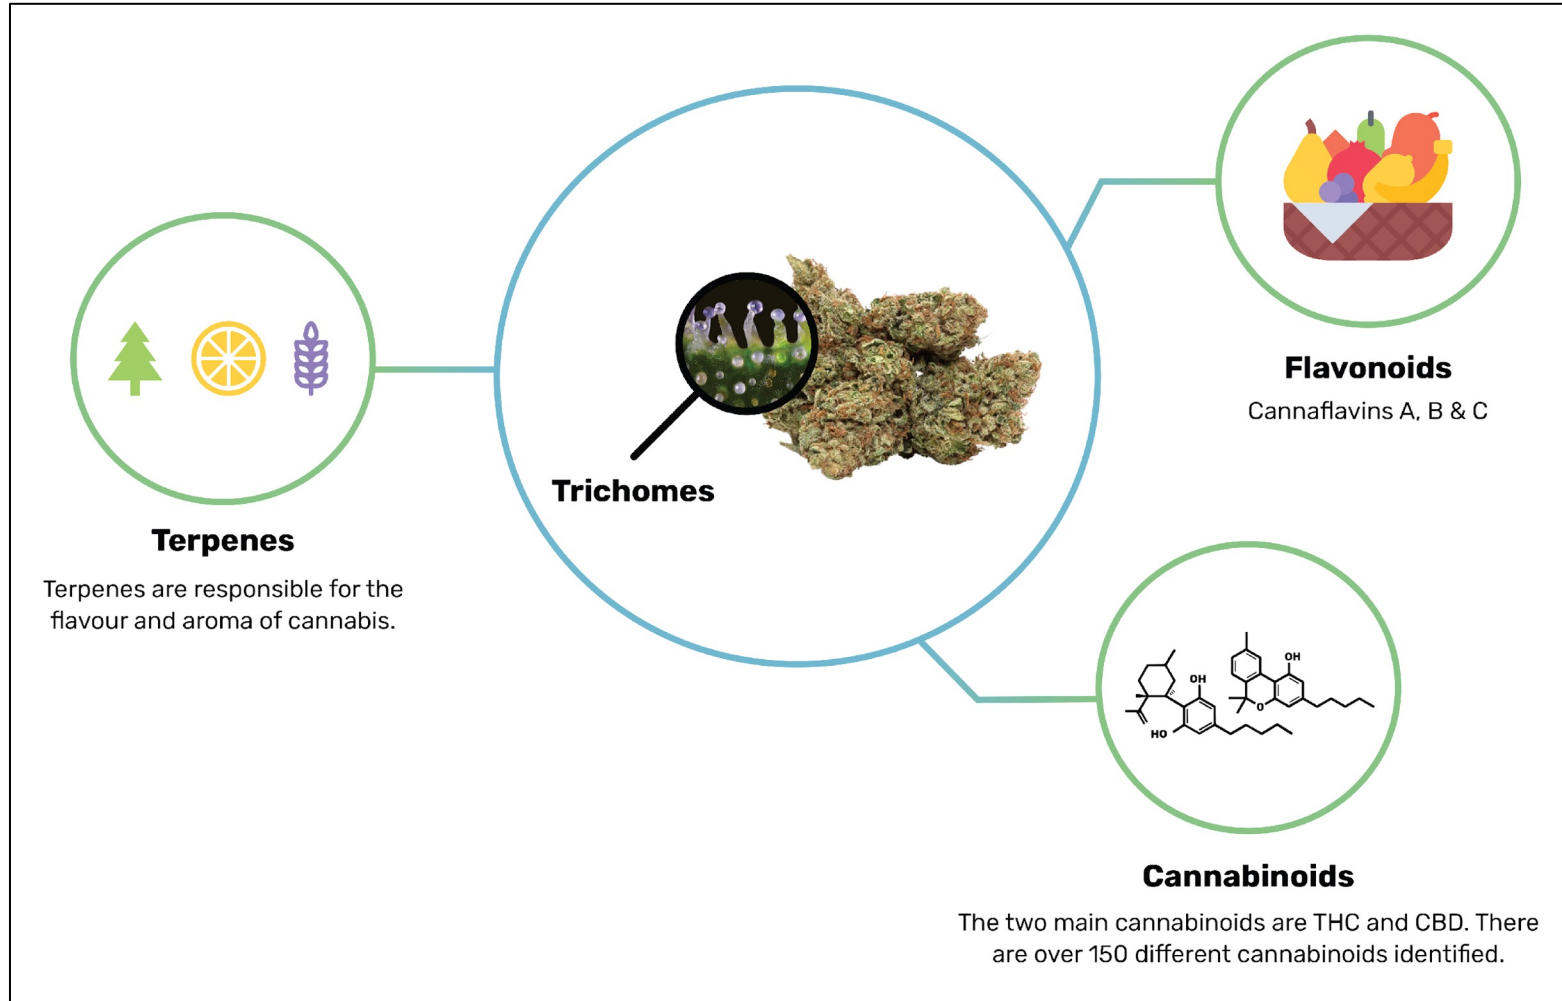 Trichomes
Terpenes
Terpenes are responsible for the
flavour and aroma of cannabis.
Flavonoids
Cannaflavins A, B & C
OH
HO
OH
O
Cannabinoids
The two main cannabinoids are THC and CBD. There
are over 150 different cannabinoids identified.